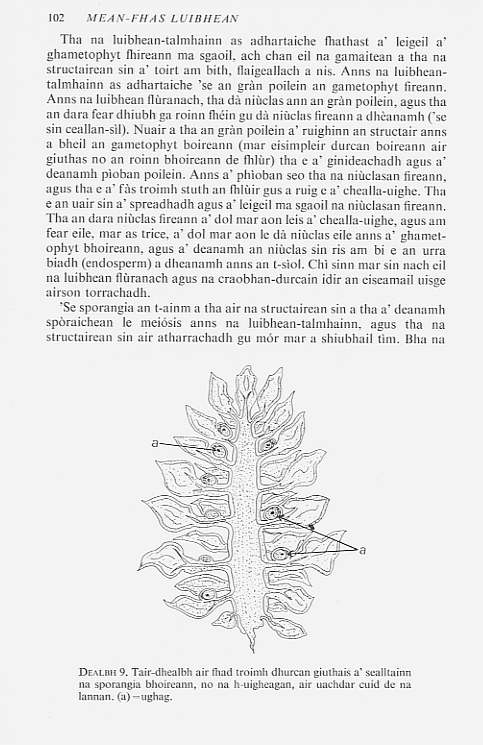 102 MEAN-FHAS LUIBHEAN
Tha na luibhean-talmhainn as adhartaiche fhathast a' leigeil a'
ghametophyt fhireann ma sgaoil, ach chan eil na gamaitean a tha na
structairean sin a' toirt am bith, flaigeallach a nis. Anns na luibhean-
talmhainn as adhartaiche 'se an gràn poilein an gametophyt fireann.
Anns na luibhean flùranach, tha dà niùclas ann an gràn poilein, agus tha
an dara fear dhiubh ga roinn fhéin gu dà niùclas fireann a dhèanamh ('se
sin ceallan-sìl). Nuair a tha an gràn poilein a' ruighinn an structair anns
a bheil an gametophyt boireann (mar eisimpleir durcan boireann air
giuthas no an roinn bhoireann de fhlùr) tha e a' ginideachadh agus a'
deanamh pìoban poilein. Anns a' phìoban seo tha na niùclasan fireann,
agus tha e a' fàs troimh stuth an fhlùir gus a ruig e a' chealla-uighe. Tha
e an uair sin a' spreadhadh agus a' leigeil ma sgaoil na niùclasan fireann.
Tha an dara niùclas fireann a' dol mar aon leis a' chealla-uighe, agus am
fear eile, mar as trice, a' dol mar aon le dà niùclas eile anns a' ghamet-
ophyt bhoireann, agus a' deanamh an niùclas sin ris am bi e an urra
biadh (endosperm) a dheanamh anns an t-sìol. Chì sinn mar sin nach eil
na luibhean flùranach agus na craobhan-durcain idir an eiseamail uisge
airson torrachadh.
'Se sporangia an t-ainm a tha air na structairean sin a tha a' deanamh
spòraichean le meiósis anns na luibhean-talmhainn, agus tha na
structairean sin air atharrachadh gu mór mar a shiubhail tìm. Bha na
a
a
DEALBH 9. Tair-dhealbh air fhad troimh dhurcan giuthais a' sealltainn
na sporangia bhoireann, no na h-uigheagan, air uachdar cuid de na
lannan. (a) =ughag.